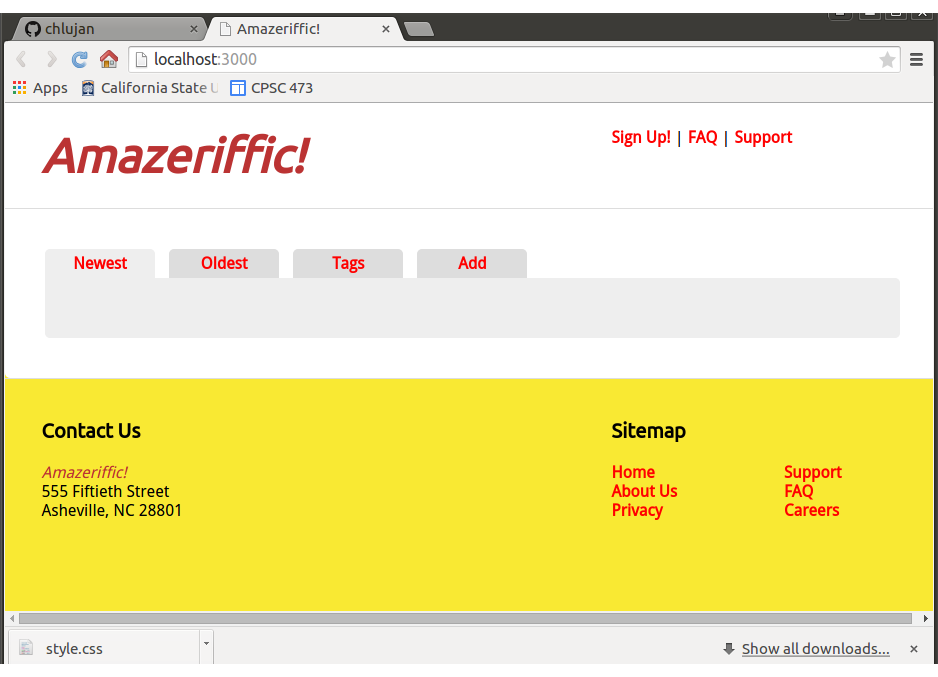 chlujan
Amazeriffic!
localhost:3000
Apps
California State U
CPSC 473
Amazeriffic!
Sign Up! | FAQ | Support
Newest
Oldest
Tags
Add
Contact Us
Amazeriffic!
555 Fiftieth Street
Asheville, NC 28801
Sitemap
Home
About Us
Privacy
Support
FAQ
Careers
style.css
Show all downloads...